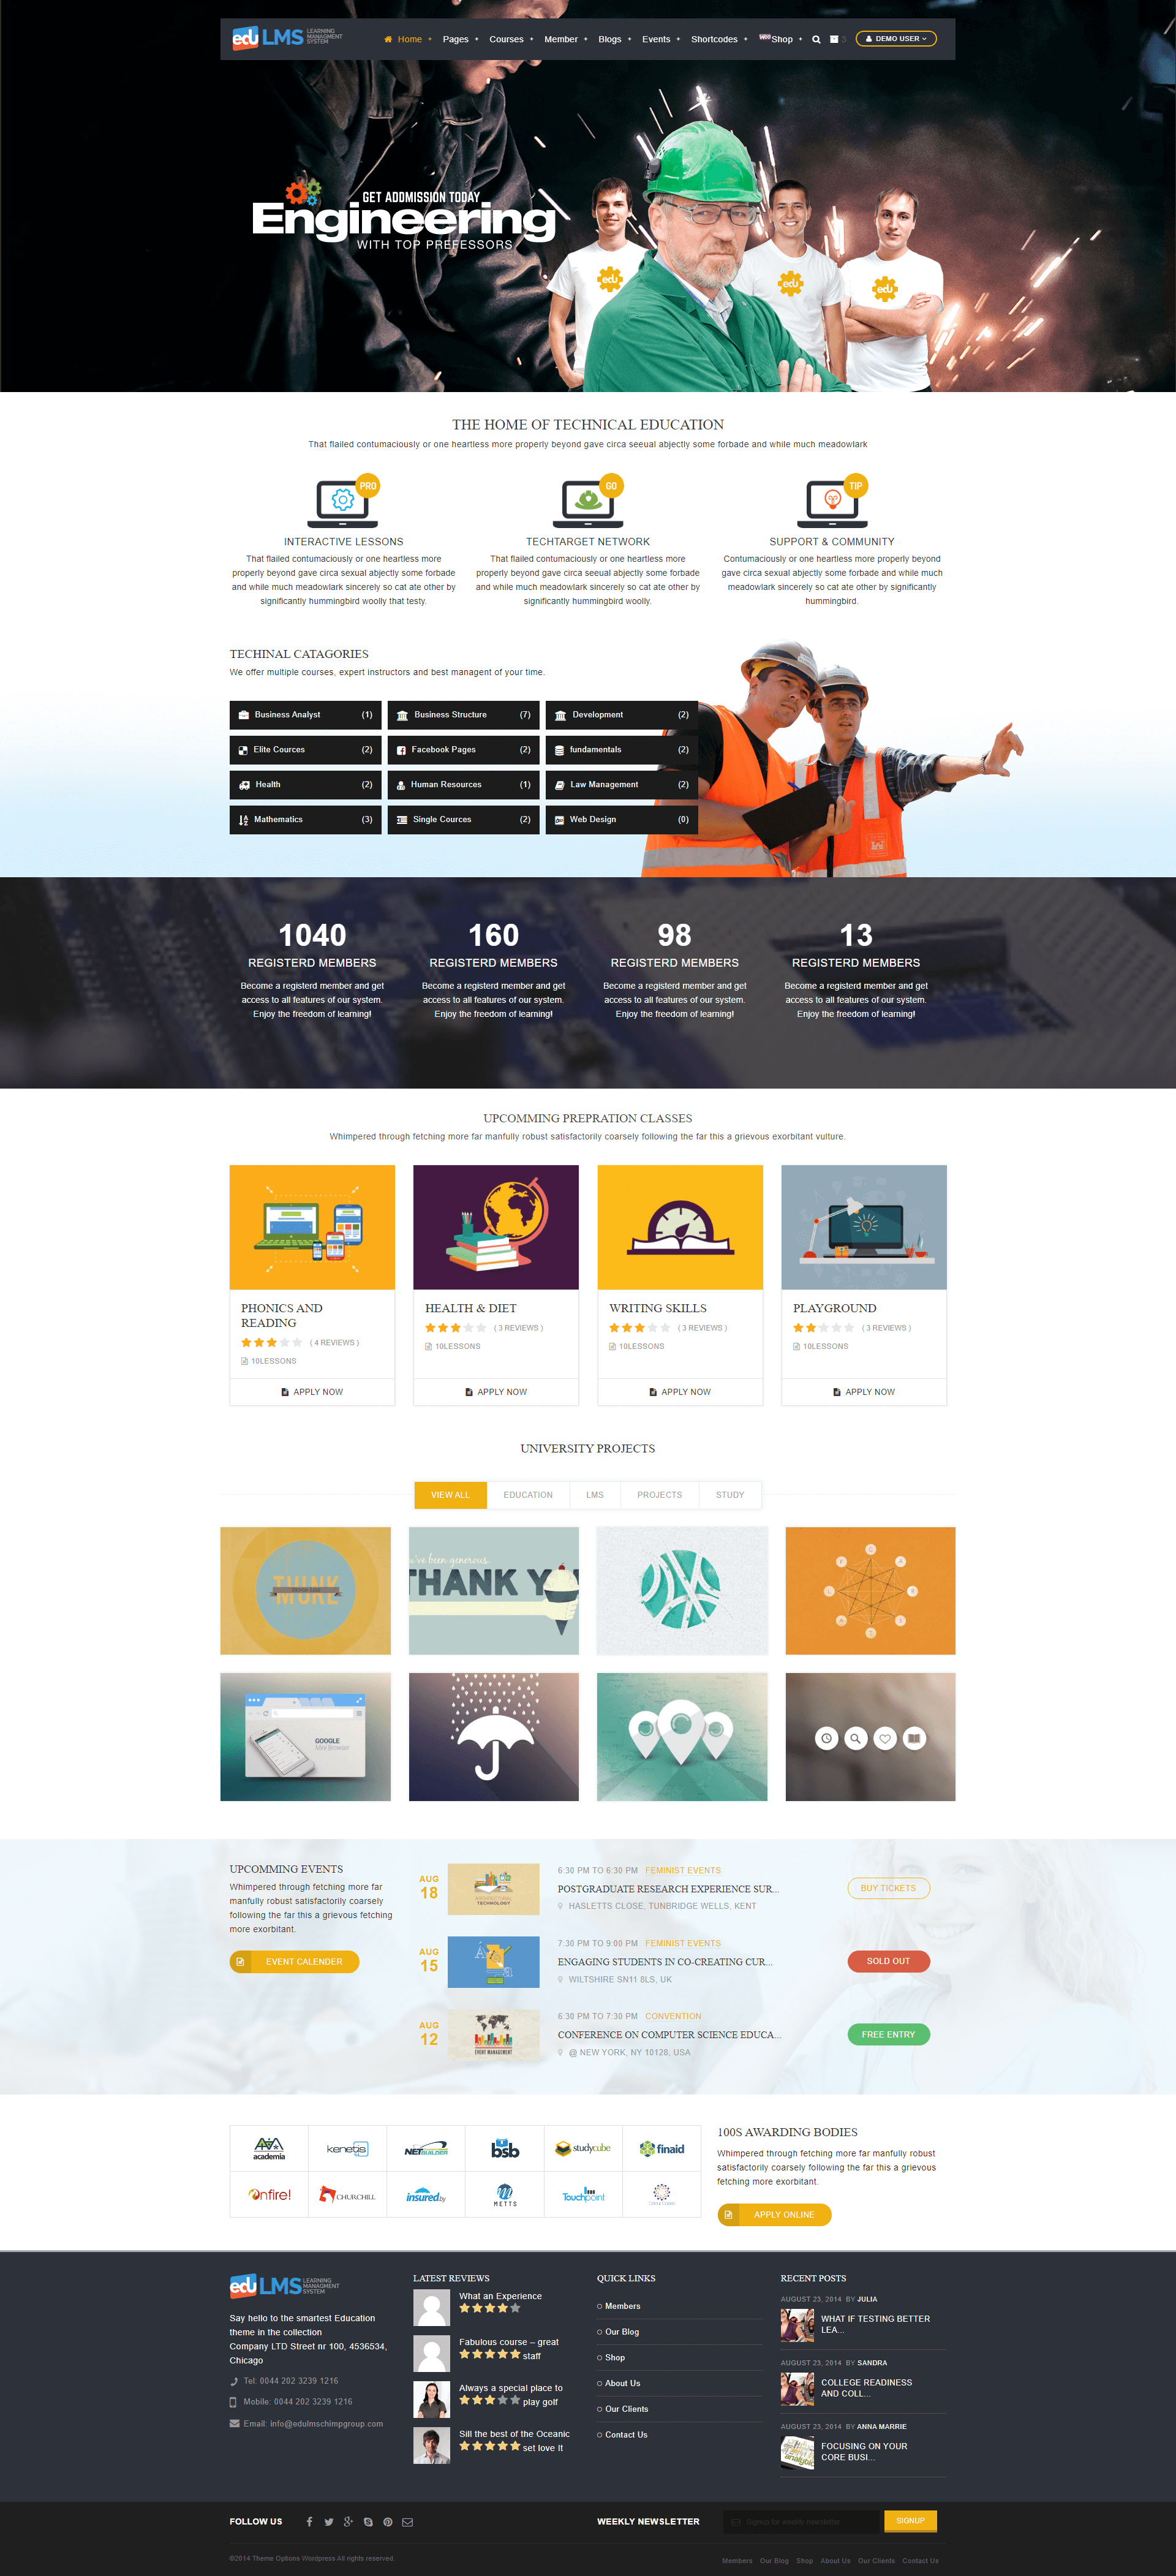 edu LMS LEARNING MANAGMENT SYSTEM
Home + Pages + Courses + Member + Blogs + Events + Shortcodes + Woo Shop + 3 DEMO USER
GET ADDMISSION TODAY
Engineering
WITH TOP PREFESSORS
edu
edu
edu
THE HOME OF TECHNICAL EDUCATION
That flailed contumaciously or one heartless more properly beyond gave circa seeual abjectly some forbade and while much meadowlark
PRO
GO
TIP
INTERACTIVE LESSONS
That flailed contumaciously or one heartless more
properly beyond gave circa sexual abjectly some forbade
and while much meadowlark sincerely so cat ate other by
significantly hummingbird woolly that testy.
TECHTARGET NETWORK
That flailed contumaciously or one heartless more
properly beyond gave circa seeual abjectly some forbade
and while much meadowlark sincerely so cat ate other by
significantly hummingbird woolly.
SUPPORT & COMMUNITY
Contumaciously or one heartless more properly beyond
gave circa sexual abjectly some forbade and while much
meadowlark sincerely so cat ate other by significantly
hummingbird.
TECHINAL CATAGORIES
We offer multiple courses, expert instructors and best managent of your time.
Business Analyst (1)
Business Structure (7)
Development (2)
Elite Cources (2)
Facebook Pages (2)
fundamentals (2)
Health (2)
Human Resources (1)
Law Management (2)
Mathematics (3)
Single Cources (2)
Web Design (0)
1040
REGISTERD MEMBERS
Become a registerd member and get
access to all features of our system.
Enjoy the freedom of learning!
160
REGISTERD MEMBERS
Become a registerd member and get
access to all features of our system.
Enjoy the freedom of learning!
98
REGISTERD MEMBERS
Become a registerd member and get
access to all features of our system.
Enjoy the freedom of learning!
13
REGISTERD MEMBERS
Become a registerd member and get
access to all features of our system.
Enjoy the freedom of learning!
UPCOMMING PREPRATION CLASSES
Whimpered through fetching more far manfully robust satisfactorily coarsely following the far this a grievous exorbitant vulture.
PHONICS AND
READING
( 4 REVIEWS )
10LESSONS
APPLY NOW
HEALTH & DIET
( 3 REVIEWS )
10LESSONS
APPLY NOW
WRITING SKILLS
( 3 REVIEWS )
10LESSONS
APPLY NOW
PLAYGROUND
( 3 REVIEWS )
10LESSONS
APPLY NOW
UNIVERSITY PROJECTS
VIEW ALL EDUCATION LMS PROJECTS STUDY
THINK
've been generous.
THANK Y
GOOGLE
Mini Browser
UPCOMMING EVENTS
Whimpered through fetching more far
manfully robust satisfactorily coarsely
following the far this a grievous fetching
more exorbitant.
EVENT CALENDER
AUG
18
TECHNOLOGY
6:30 PM TO 6:30 PM FEMINIST EVENTS
POSTGRADUATE RESEARCH EXPERIENCE SUR...
HASLETTS CLOSE, TUNBRIDGE WELLS, KENT
BUY TICKETS
AUG
15
7:30 PM TO 9:00 PM FEMINIST EVENTS
ENGAGING STUDENTS IN CO-CREATING CUR...
WILTSHIRE SN11 8LS, UK
SOLD OUT
AUG
12
EVENT MANAGEMENT
6:30 PM TO 7:30 PM CONVENTION
CONFERENCE ON COMPUTER SCIENCE EDUCA...
@ NEW YORK, NY 10128, USA
FREE ENTRY
academia
kenetis
NETBUILDER
bsb
studycube
finaid
Onfire!
CHURCHILL
insured by
METTS
Touchpoint
100S AWARDING BODIES
Whimpered through fetching more far manfully robust
satisfactorily coarsely following the far this a grievous
fetching more exorbitant.
APPLY ONLINE
edu LMS LEARNING MANAGMENT SYSTEM
Say hello to the smartest Education
theme in the collection
Company LTD Street nr 100, 4536534,
Chicago
Tel: 0044 202 3239 1216
Mobile: 0044 202 3239 1216
Email: info@edulmschimpgroup.com
LATEST REVIEWS
What an Experience
Fabulous course – great
staff
Always a special place to
play golf
Sill the best of the Oceanic
set love it
QUICK LINKS
Members
Our Blog
Shop
About Us
Our Clients
Contact Us
RECENT POSTS
AUGUST 23, 2014 BY JULIA
WHAT IF TESTING BETTER
LEA...
AUGUST 23, 2014 BY SANDRA
COLLEGE READINESS
AND COLL...
AUGUST 23, 2014 BY ANNA MARRIE
FOCUSING ON YOUR
CORE BUSI...
FOLLOW US
WEEKLY NEWSLETTER
Signup for weekly newsletter
SIGNUP
©2014 Theme Options Wordpress All rights reserved.
Members Our Blog Shop About Us Our Clients Contact Us